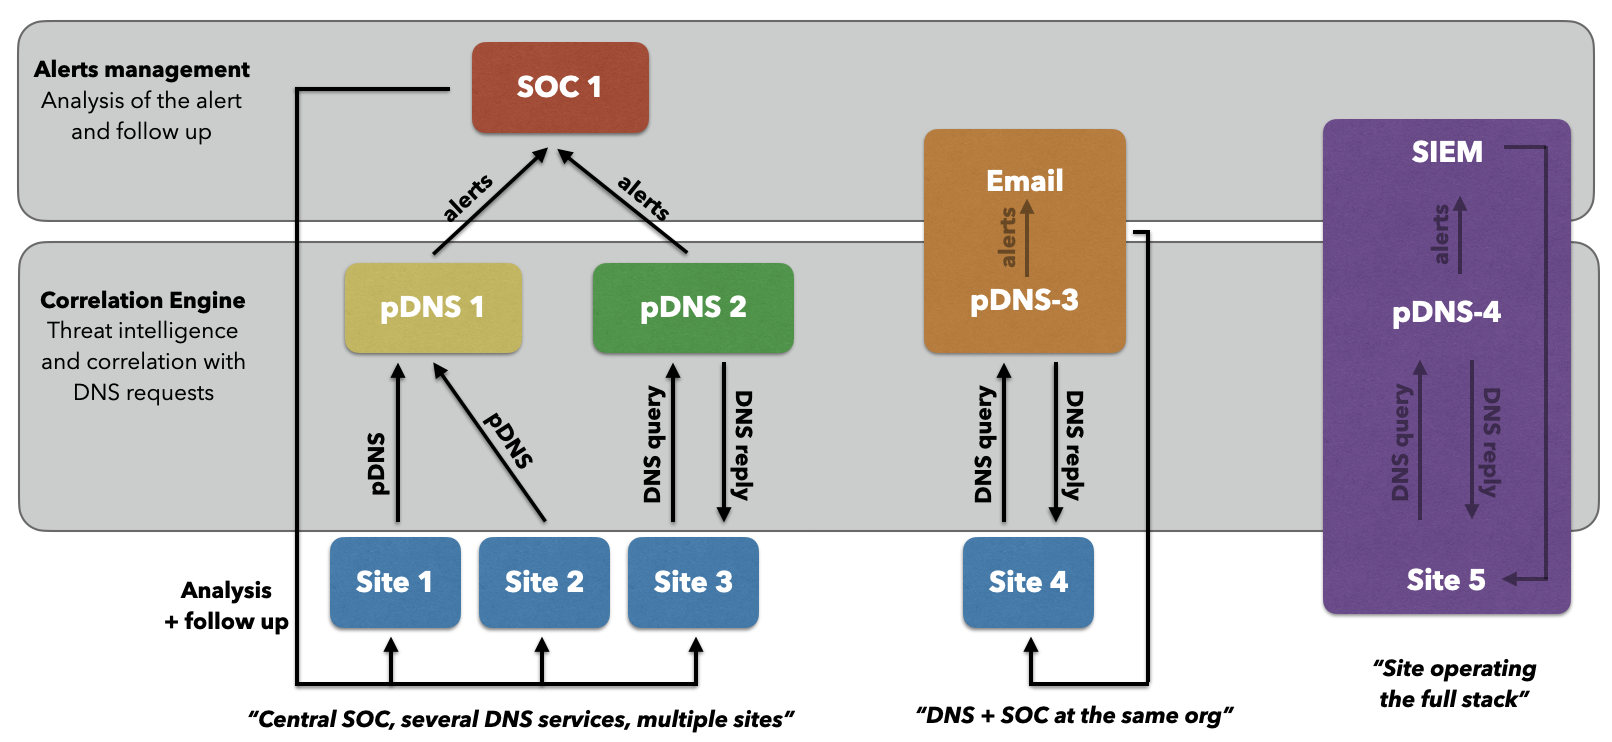 Alerts management
Analysis of the alert
and follow up
SOC 1
alerts
alerts
Email
alerts
pDNS-3
SIEM
alerts
pDNS-4
DNS query
DNS reply
Site 5
Correlation Engine
Threat intelligence
and correlation with
DNS requests
pDNS 1
pDNS 2
pDNS
pDNS
DNS query
DNS reply
DNS query
DNS reply
Site 1
Site 2
Site 3
Site 4
Analysis
+ follow up
“Central SOC, several DNS services, multiple sites”
“DNS + SOC at the same org”
“Site operating
the full stack”